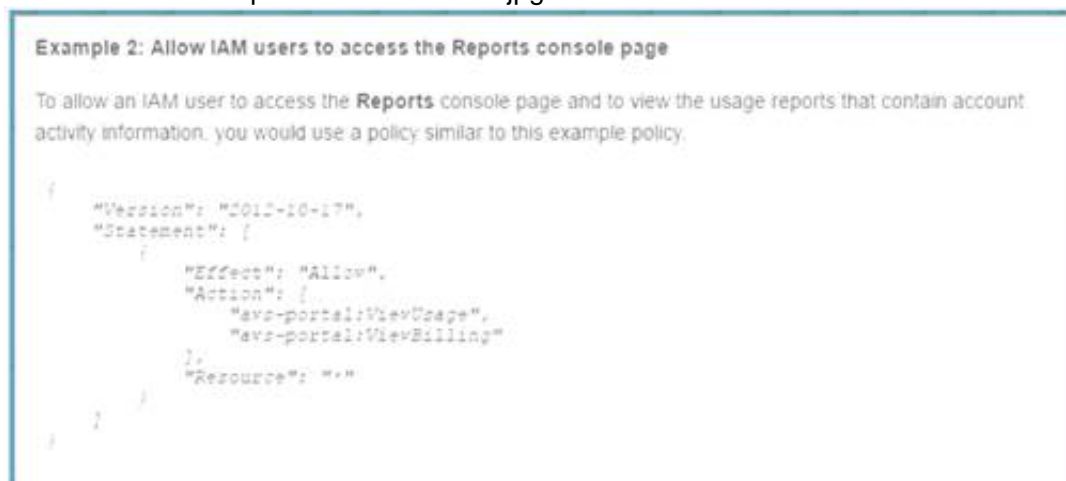 Example 2: Allow IAM users to access the Reports console page
To allow an IAM user to access the Reports console page and to view the usage reports that contain account
activity information, you would use a policy similar to this example policy.
{
"Version": "2012-10-17",
"Statement": [
{
"Effect": "Allow",
"Action": [
"aws-portal:ViewUsage",
"aws-portal:ViewBilling"
],
"Resource": "*"
}
]
}